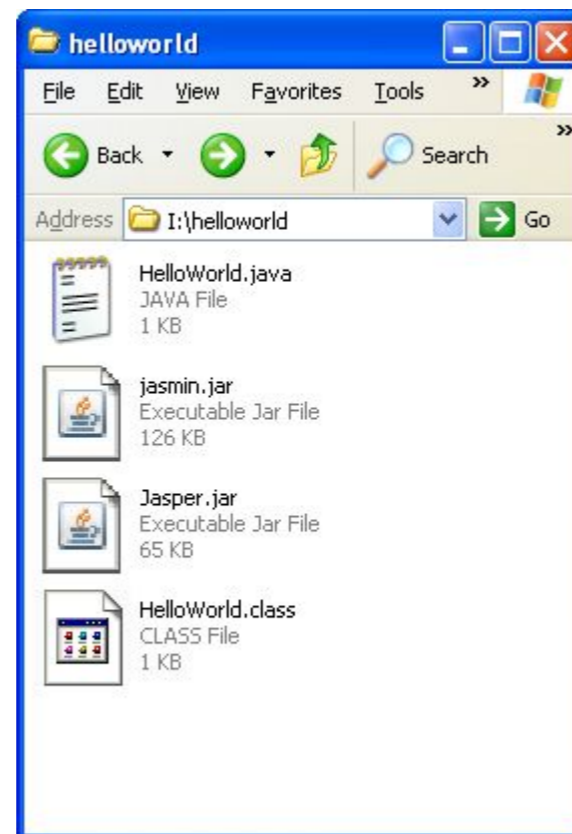 helloworld
File Edit View Favorites Tools »
Back Search »
Address I:\helloworld Go
HelloWorld.java
JAVA File
1 KB
jasmin.jar
Executable Jar File
126 KB
Jasper.jar
Executable Jar File
65 KB
HelloWorld.class
CLASS File
1 KB